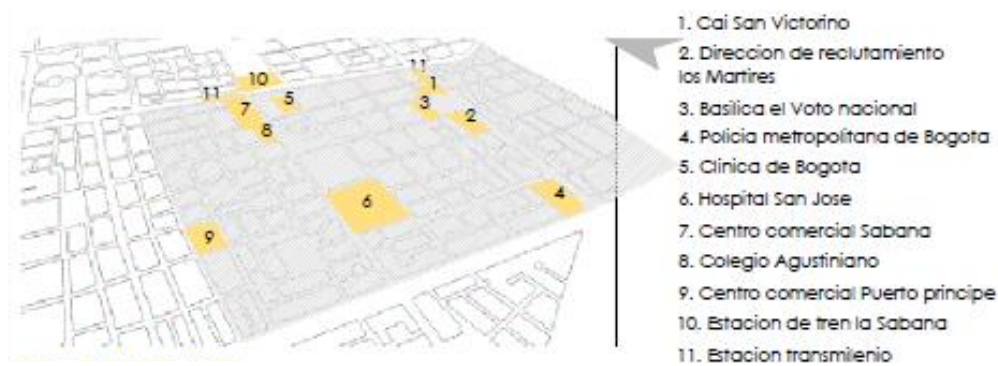 10
11
11
1
5
7
3
2
8
6
4
9
1. Cai San Victorino
2. Direccion de reclutamiento
los Martires
3. Basilica el Voto nacional
4. Policia metropolitana de Bogota
5. Clinica de Bogota
6. Hospital San Jose
7. Centro comercial Sabana
8. Colegio Agustiniano
9. Centro comercial Puerto principe
10. Estacion de tren la Sabana
11. Estacion transmilenio